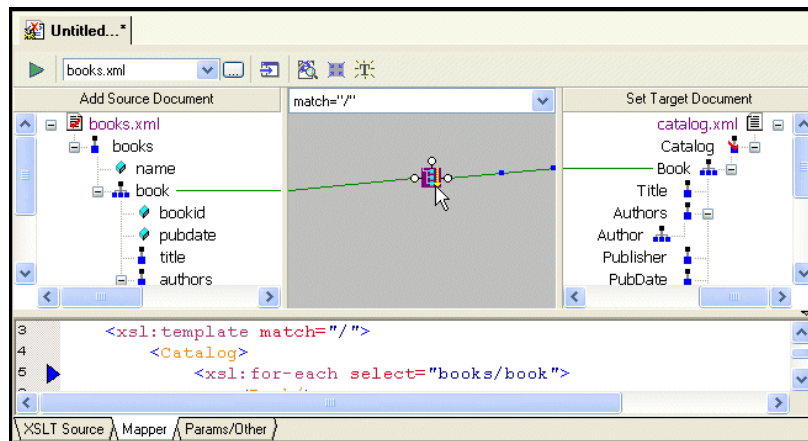 Untitled...*
books.xml
Add Source Document
match="/"
Set Target Document
books.xml
books
name
book
bookid
pubdate
title
authors
catalog.xml
Catalog
Book
Title
Authors
Author
Publisher
PubDate
3 <xsl:template match="/">
4 <Catalog>
5 <xsl:for-each select="books/book">
XSLT Source Mapper Params/Other